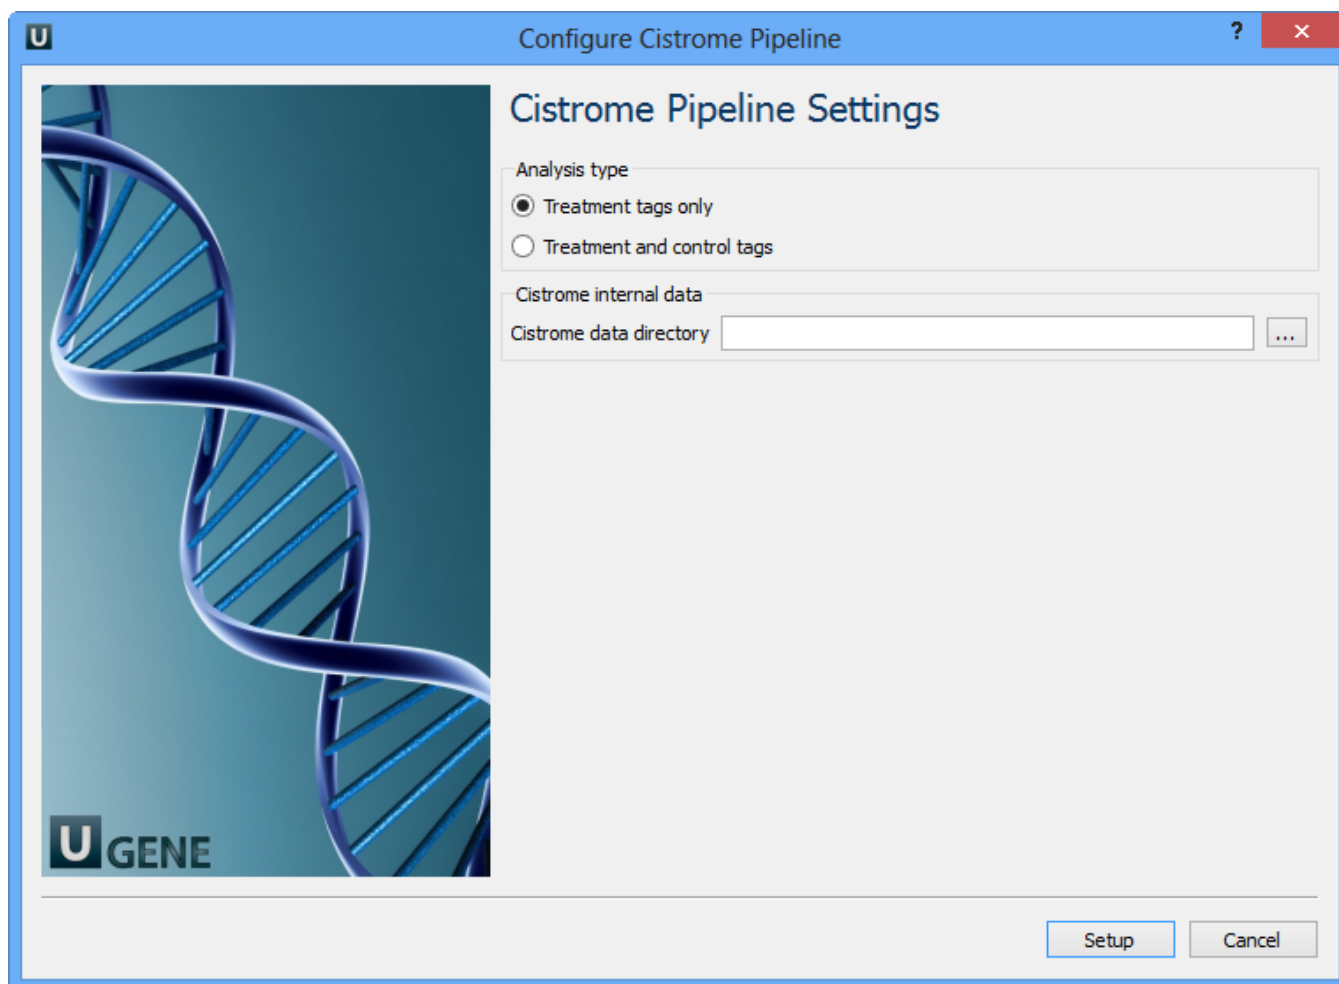 U
Configure Cistrome Pipeline
?
Cistrome Pipeline Settings
Analysis type
Treatment tags only
Treatment and control tags
Cistrome internal data
Cistrome data directory
...
U GENE
Setup
Cancel